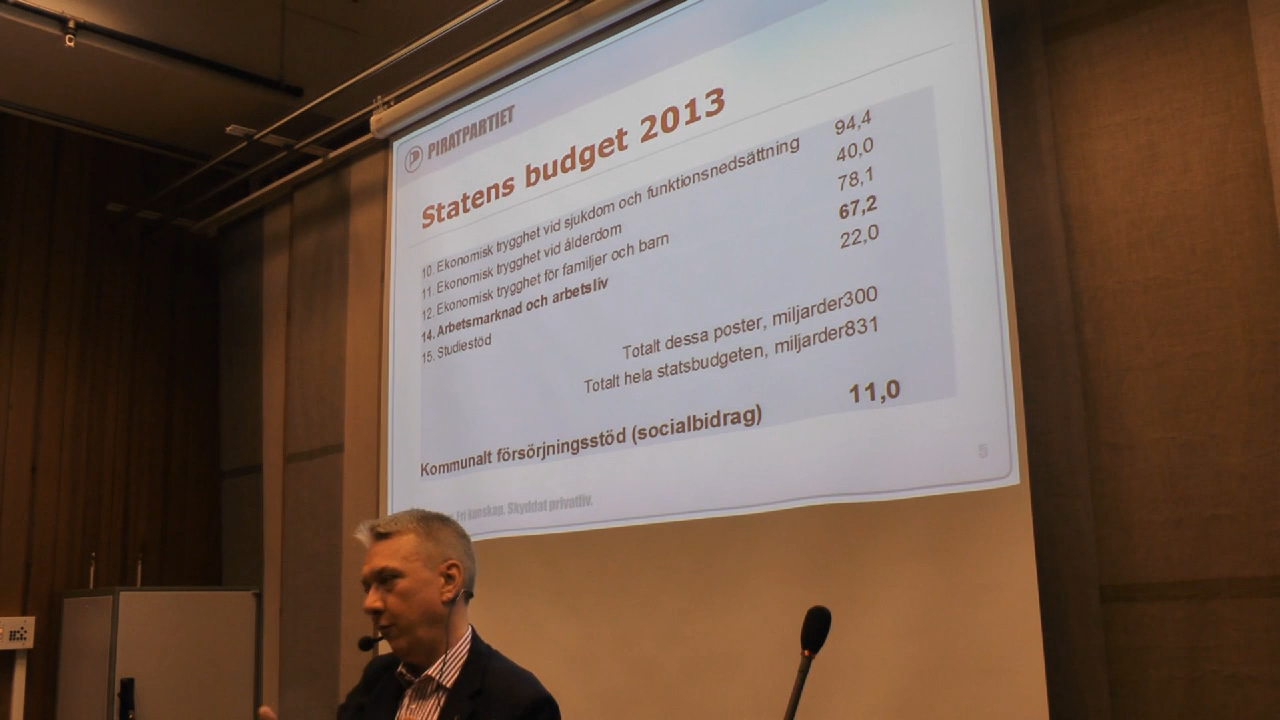 PIRATPARTIET
Statens budget 2013
10. Ekonomisk trygghet vid sjukdom och funktionsnedsättning 94,4
11. Ekonomisk trygghet vid ålderdom 40,0
12. Ekonomisk trygghet för familjer och barn 78,1
14. Arbetsmarknad och arbetsliv 67,2
15. Studiestöd 22,0
Totalt dessa poster, miljarder300
Totalt hela statsbudgeten, miljarder831
Kommunalt försörjningsstöd (socialbidrag) 11,0
5
Fri kunskap. Skyddat privatliv.